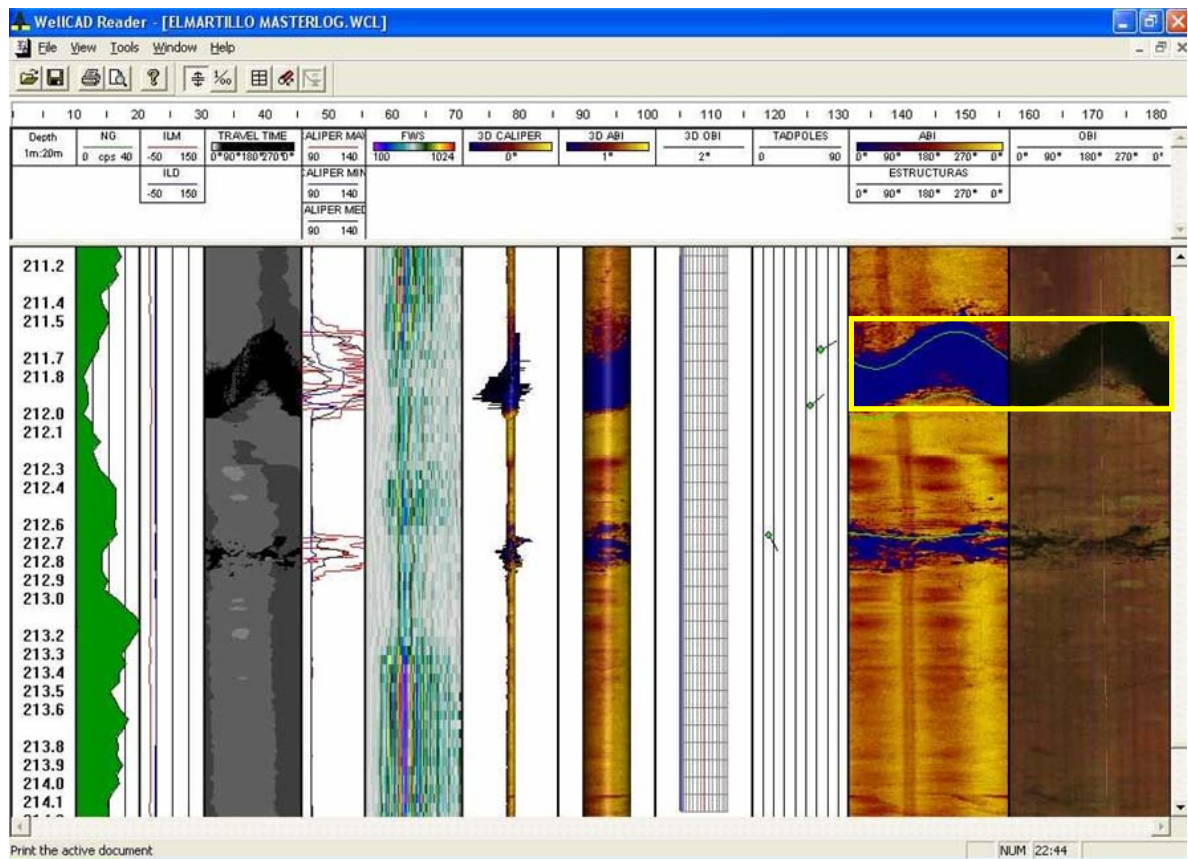 WellCAD Reader - [ELMARTILLO MASTERLOG.WCL]
File View Tools Window Help
10 20 30 40 50 60 70 80 90 100 110 120 130 140 150 160 170 180
Depth NG ILM TRAVEL TIME CALIPER MAX FWS 3D CALIPER 3D ABI 3D OBI TADPOLES ABI OBI
1m:20m 0 cps 40 -50 150 0° 90° 180° 270° 0° 90 140 100 1024 0° 1° 2° 0 90 0° 90° 180° 270° 0° 0° 90° 180° 270° 0°
ILD CALIPER MIN ESTRUCTURAS
-50 150 90 140 0° 90° 180° 270° 0°
CALIPER MED
90 140
211.2
211.4
211.5
211.7
211.8
212.0
212.1
212.3
212.4
212.6
212.7
212.8
212.9
213.0
213.2
213.3
213.4
213.5
213.6
213.8
213.9
214.0
214.1
Print the active document NUM 22:44